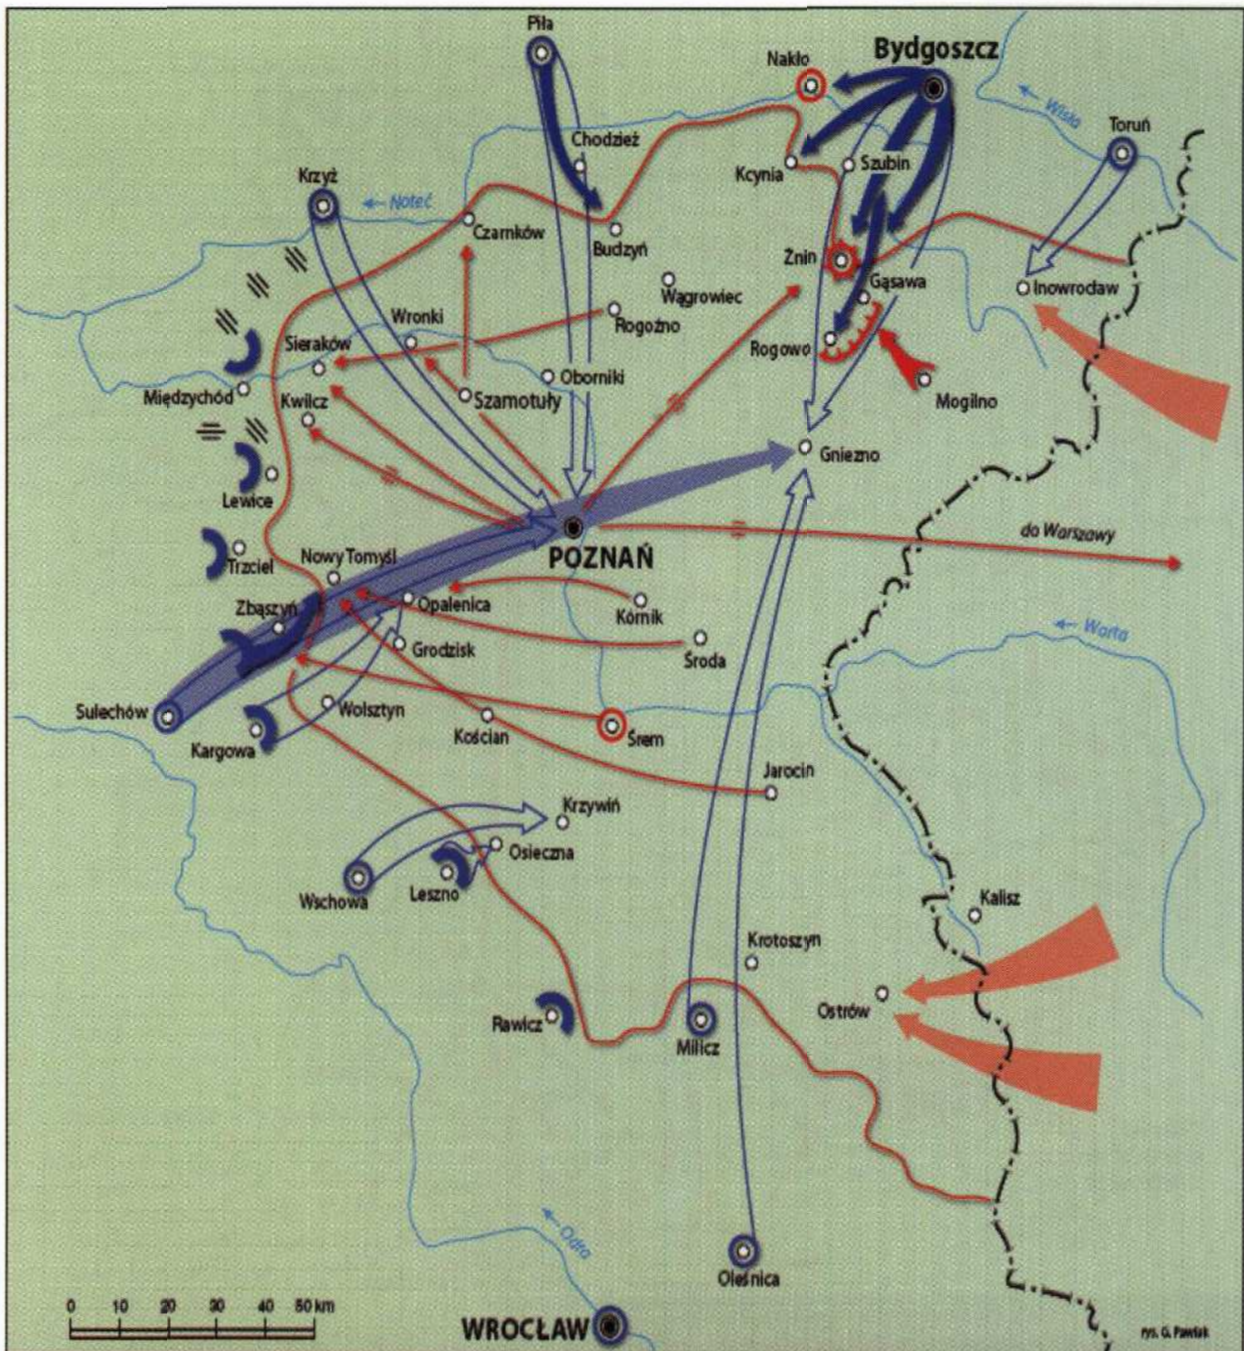 Piła
Bydgoszcz
Nakło
Wisła
Toruń
Chodzież
Kcynia
Szubin
Krzyż
Noteć
Czarnków
Budzyń
Żnin
Gąsawa
Wągrowiec
Inowrocław
Rogoźno
Wronki
Sieraków
Rogowo
Międzychód
Oborniki
Kwilcz
Szamotuły
Mogilno
Gniezno
Lewice
do Warszawy
Trzciel
POZNAŃ
Nowy Tomyśl
Zbąszyń
Opalenica
Kórnik
Grodzisk
Środa
Warta
Sulechów
Wolsztyn
Kargowa
Kościan
Śrem
Jarocin
Krzywiń
Osieczna
Wschowa
Leszno
Kalisz
Krotoszyn
Rawicz
Milicz
Ostrów
Odra
Oleśnica
0 10 20 30 40 50 km
WROCŁAW
rys. G. Pawlak